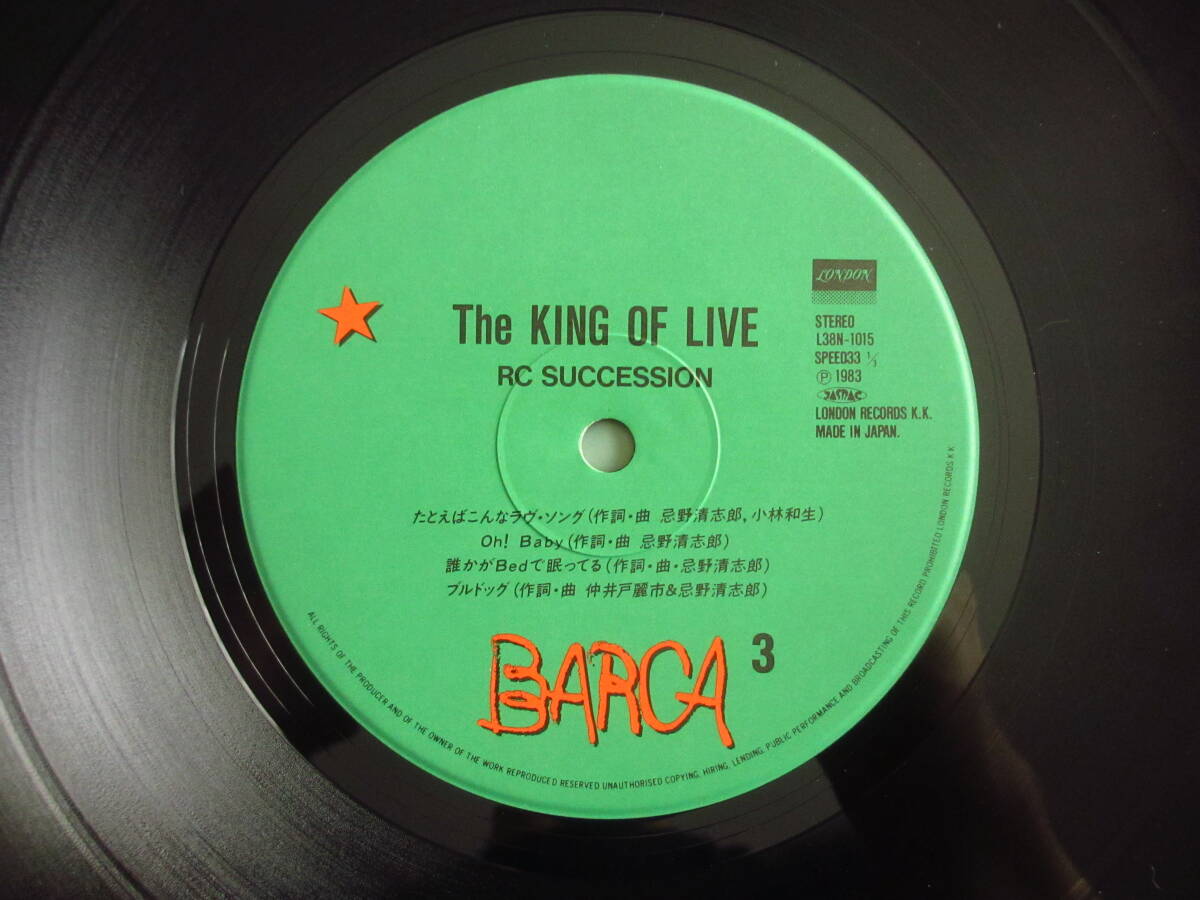 The KING OF LIVE
RC SUCCESSION
LONDON
STEREO
L38N-1015
SPEED33 1/3
Ⓟ 1983
JASRAC
LONDON RECORDS K.K.
MADE IN JAPAN.
たとえばこんなラヴ・ソング(作詞・曲 忌野清志郎,小林和生)
Oh! Baby(作詞・曲 忌野清志郎)
誰かがBedで眠ってる(作詞・曲・忌野清志郎)
ブルドッグ(作詞・曲 仲井戸麗市&忌野清志郎)
BARCA 3
ALL RIGHTS OF THE PRODUCER AND OF THE OWNER OF THE WORK REPRODUCED RESERVED UNAUTHORISED COPYING, HIRING, LENDING, PUBLIC PERFORMANCE AND BROADCASTING OF THIS RECORD PROHIBITED LONDON RECORDS K K